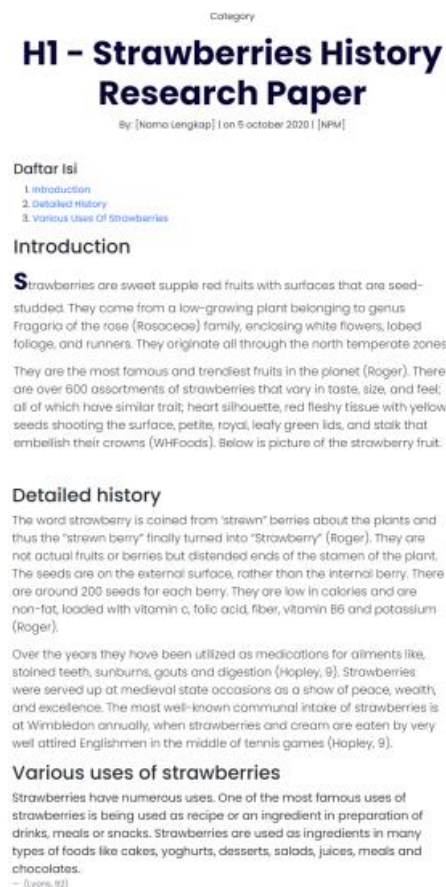 Category
H1 - Strawberries History
Research Paper
By: [Nama Lengkap] | on 5 october 2020 | [NPM]
Daftar Isi
1. Introduction
2. Detailed History
3. Various Uses Of Strawberries
Introduction
Strawberries are sweet supple red fruits with surfaces that are seed-
studded. They come from a low-growing plant belonging to genus
Fragaria of the rose (Rosaceae) family, enclosing white flowers, lobed
foliage, and runners. They originate all through the north temperate zones
They are the most famous and trendiest fruits in the planet (Roger). There
are over 600 assortments of strawberries that vary in taste, size, and feel;
all of which have similar trait; heart silhouette, red fleshy tissue with yellow
seeds shooting the surface, petite, royal, leafy green lids, and stalk that
embellish their crowns (WHFoods). Below is picture of the strawberry fruit.
Detailed history
The word strawberry is coined from 'strewn" berries about the plants and
thus the "strewn berry" finally turned into "Strawberry" (Roger). They are
not actual fruits or berries but distended ends of the stamen of the plant.
The seeds are on the external surface, rather than the internal berry. There
are around 200 seeds for each berry. They are low in calories and are
non-fat, loaded with vitamin c, folic acid, fiber, vitamin B6 and potassium
(Roger).
Over the years they have been utilized as medications for ailments like,
stained teeth, sunburns, gouts and digestion (Hopley, 9). Strawberries
were served up at medieval state occasions as a show of peace, wealth,
and excellence. The most well-known communal intake of strawberries is
at Wimbledon annually, when strawberries and cream are eaten by very
well attired Englishmen in the middle of tennis games (Hopley, 9).
Various uses of strawberries
Strawberries have numerous uses. One of the most famous uses of
strawberries is being used as recipe or an ingredient in preparation of
drinks, meals or snacks. Strawberries are used as ingredients in many
types of foods like cakes, yoghurts, desserts, salads, juices, meals and
chocolates.
— (Lyons, 92)